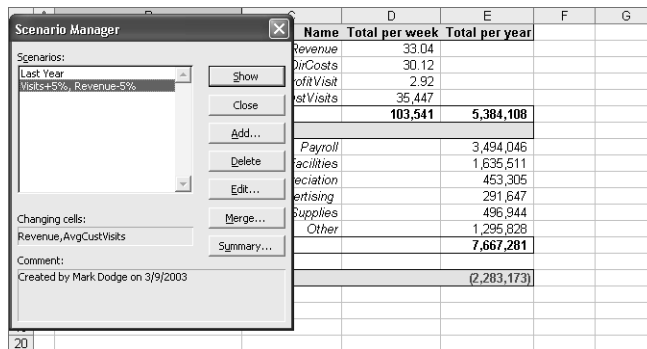 C D E F G
Name Total per week Total per year
Revenue 33.04
DirCosts 30.12
ofitVisit 2.92
stVisits 35,447
103,541 5,384,108
Payroll 3,494,046
acilities 1,635,511
eciation 453,305
ertising 291,647
Supplies 496,944
Other 1,295,828
7,667,281
(2,283,173)
20
Scenario Manager
Scenarios:
Last Year
Visits+5%, Revenue-5%
Show
Close
Add...
Delete
Edit...
Merge...
Summary...
Changing cells:
Revenue,AvgCustVisits
Comment:
Created by Mark Dodge on 3/9/2003